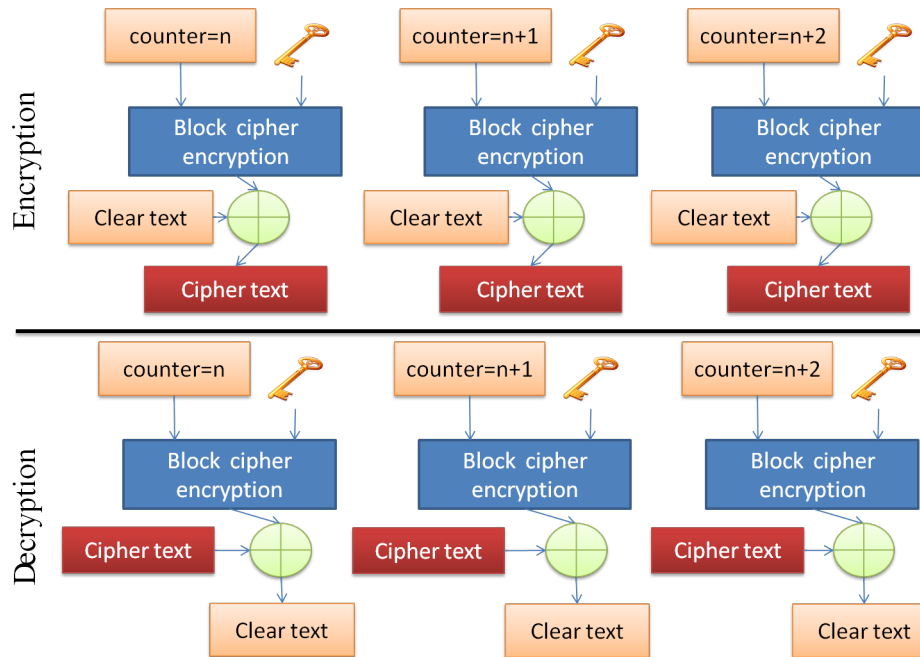 Encryption
counter=n
counter=n+1
counter=n+2
Block cipher
encryption
Block cipher
encryption
Block cipher
encryption
Clear text
Clear text
Clear text
Cipher text
Cipher text
Cipher text
Decryption
counter=n
counter=n+1
counter=n+2
Block cipher
encryption
Block cipher
encryption
Block cipher
encryption
Cipher text
Cipher text
Cipher text
Clear text
Clear text
Clear text